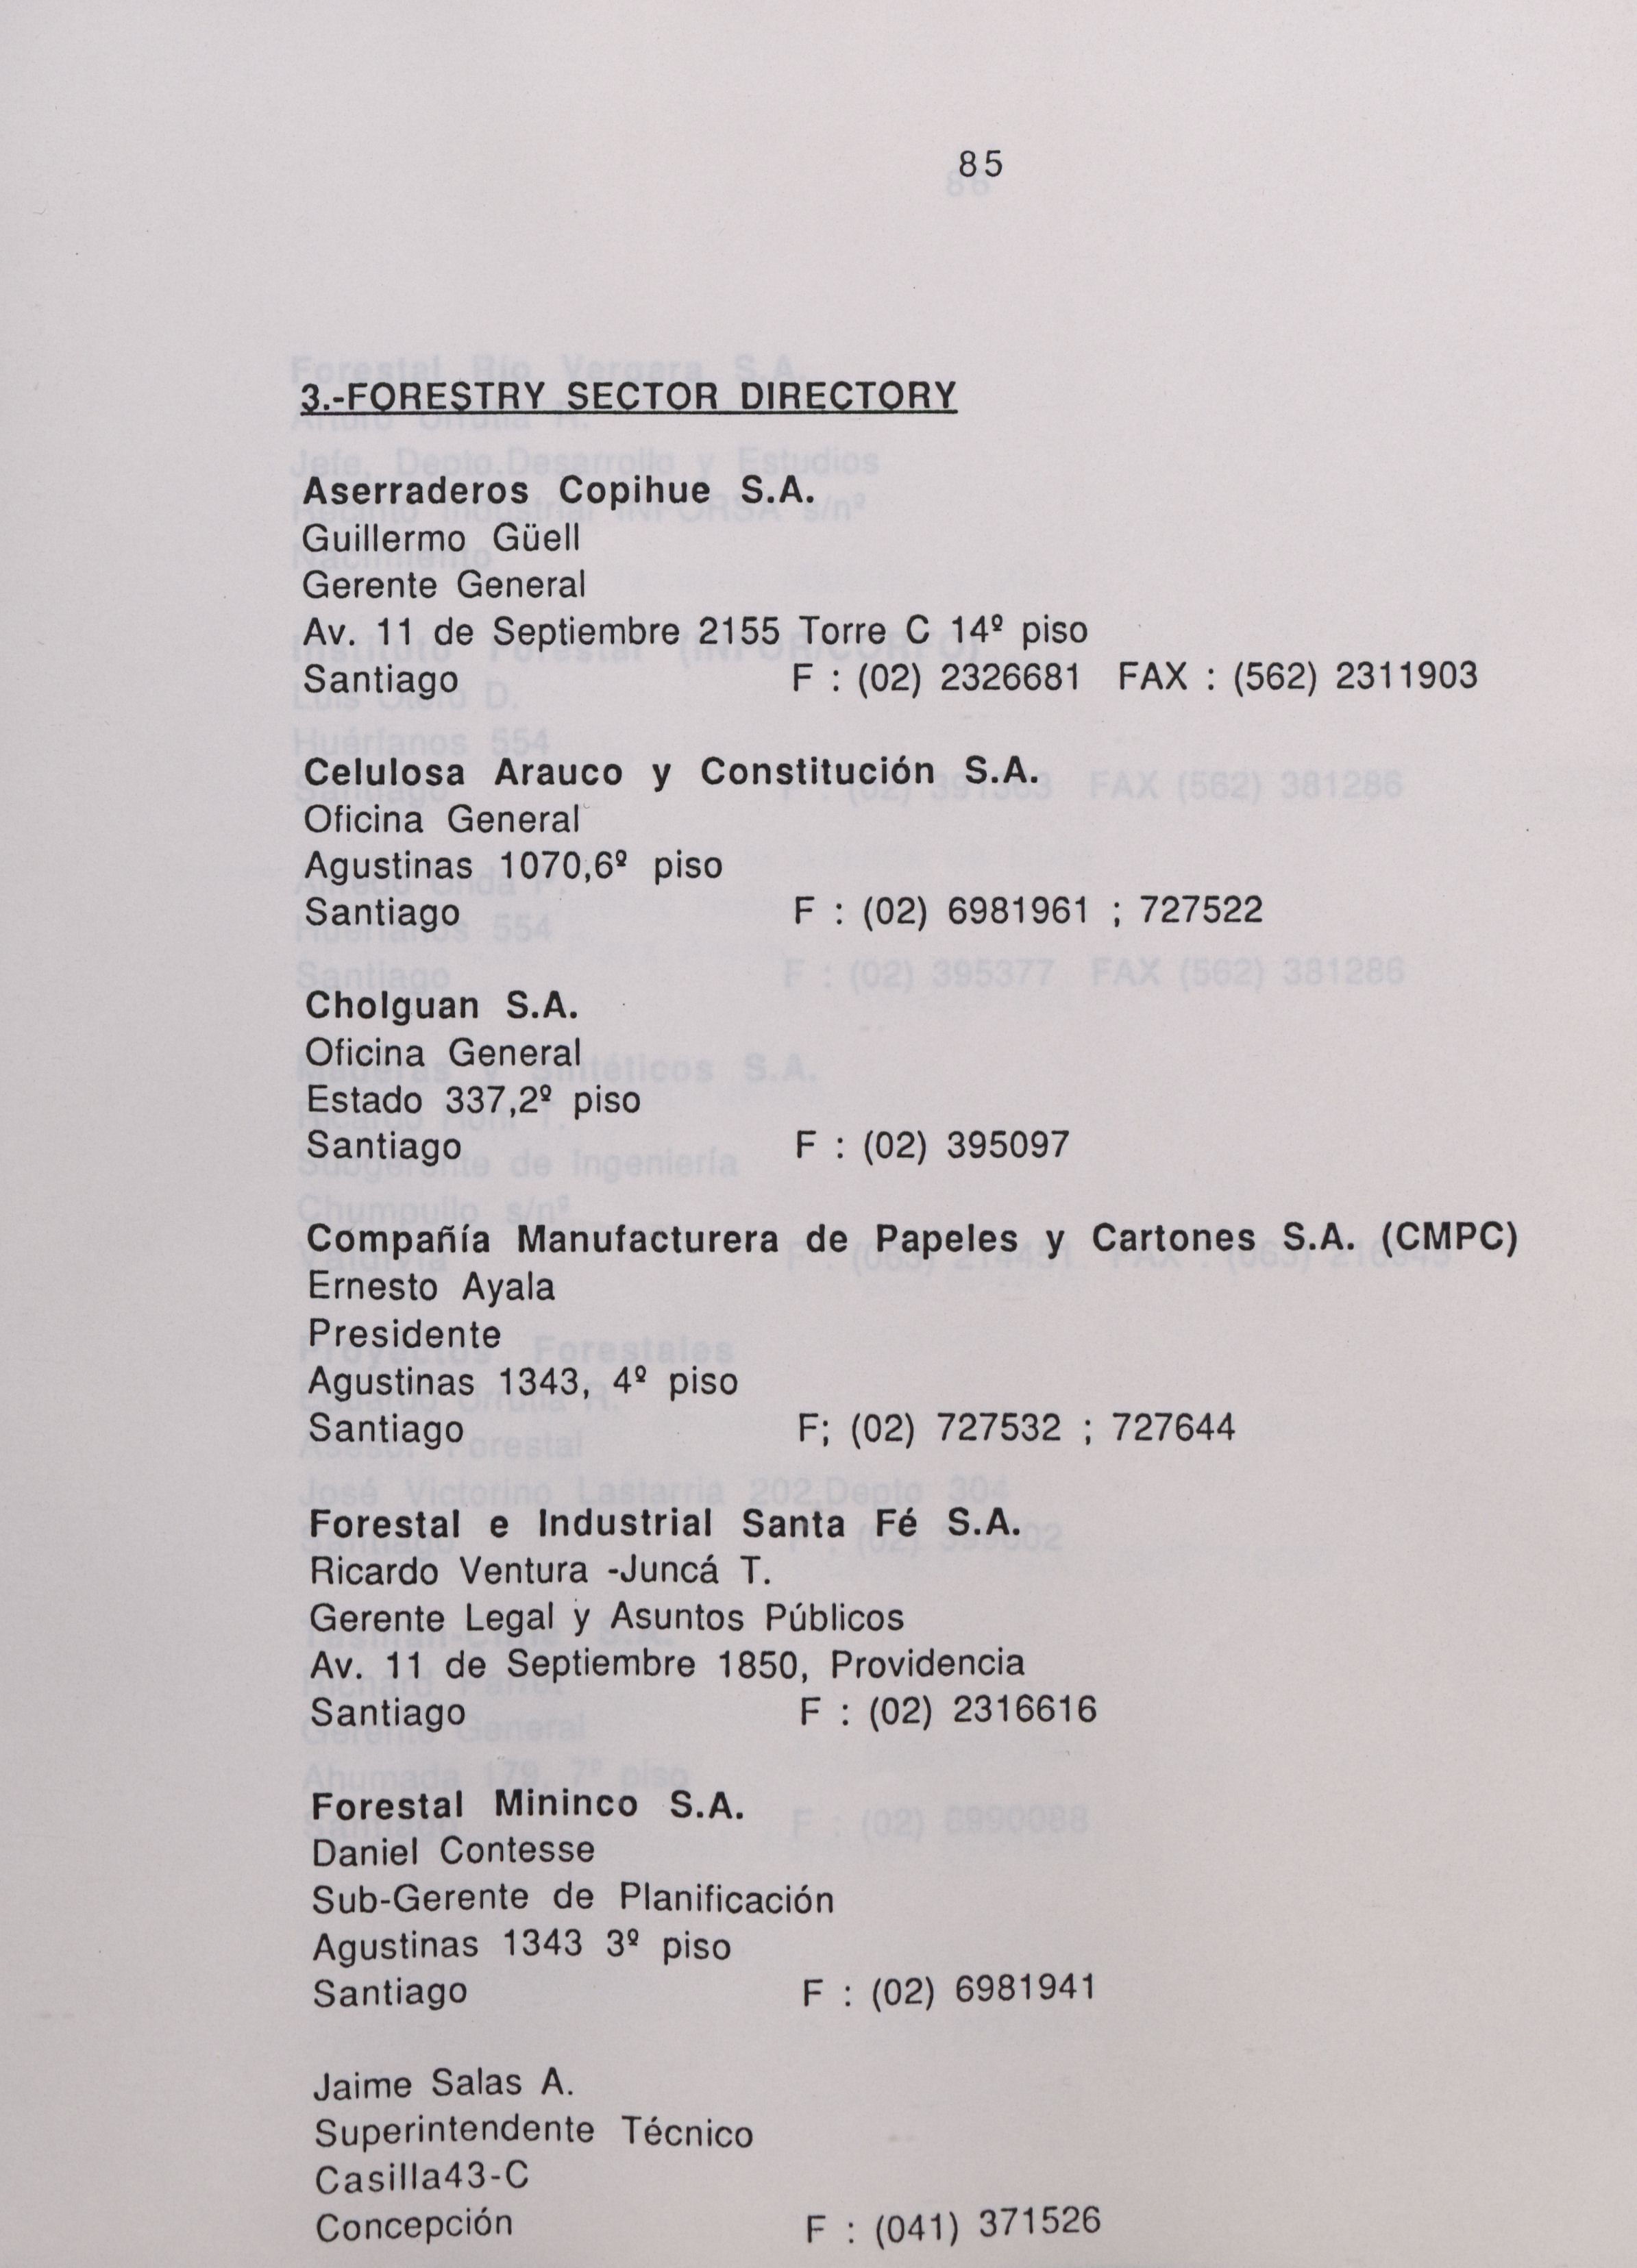 85
3.-FORESTRY SECTOR DIRECTORY
Aserraderos Copihue S.A.
Guillermo Güell
Gerente General
Av. 11 de Septiembre 2155 Torre C 14º piso
Santiago F : (02) 2326681 FAX : (562) 2311903
Celulosa Arauco y Constitución S.A.
Oficina General
Agustinas 1070,6º piso
Santiago F : (02) 6981961 ; 727522
Cholguan S.A.
Oficina General
Estado 337,2º piso
Santiago F : (02) 395097
Compañía Manufacturera de Papeles y Cartones S.A. (CMPC)
Ernesto Ayala
Presidente
Agustinas 1343, 4º piso
Santiago F; (02) 727532 ; 727644
Forestal e Industrial Santa Fé S.A.
Ricardo Ventura -Juncá T.
Gerente Legal y Asuntos Públicos
Av. 11 de Septiembre 1850, Providencia
Santiago F : (02) 2316616
Forestal Mininco S.A.
Daniel Contesse
Sub-Gerente de Planificación
Agustinas 1343 3º piso
Santiago F : (02) 6981941
Jaime Salas A.
Superintendente Técnico
Casilla43-C
Concepción F : (041) 371526